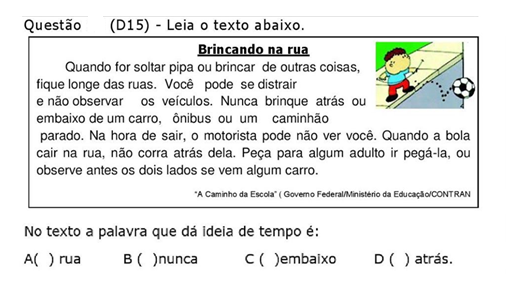 Questão (D15) - Leia o texto abaixo.
Brincando na rua
Quando for soltar pipa ou brincar de outras coisas,
fique longe das ruas. Você pode se distrair
e não observar os veículos. Nunca brinque atrás ou
embaixo de um carro, ônibus ou um caminhão
parado. Na hora de sair, o motorista pode não ver você. Quando a bola
cair na rua, não corra atrás dela. Peça para algum adulto ir pegá-la, ou
observe antes os dois lados se vem algum carro.
"A Caminho da Escola" ( Governo Federal/Ministério da Educação/CONTRAN
No texto a palavra que dá ideia de tempo é:
A( ) rua B ( )nunca C ( )embaixo D ( ) atrás.